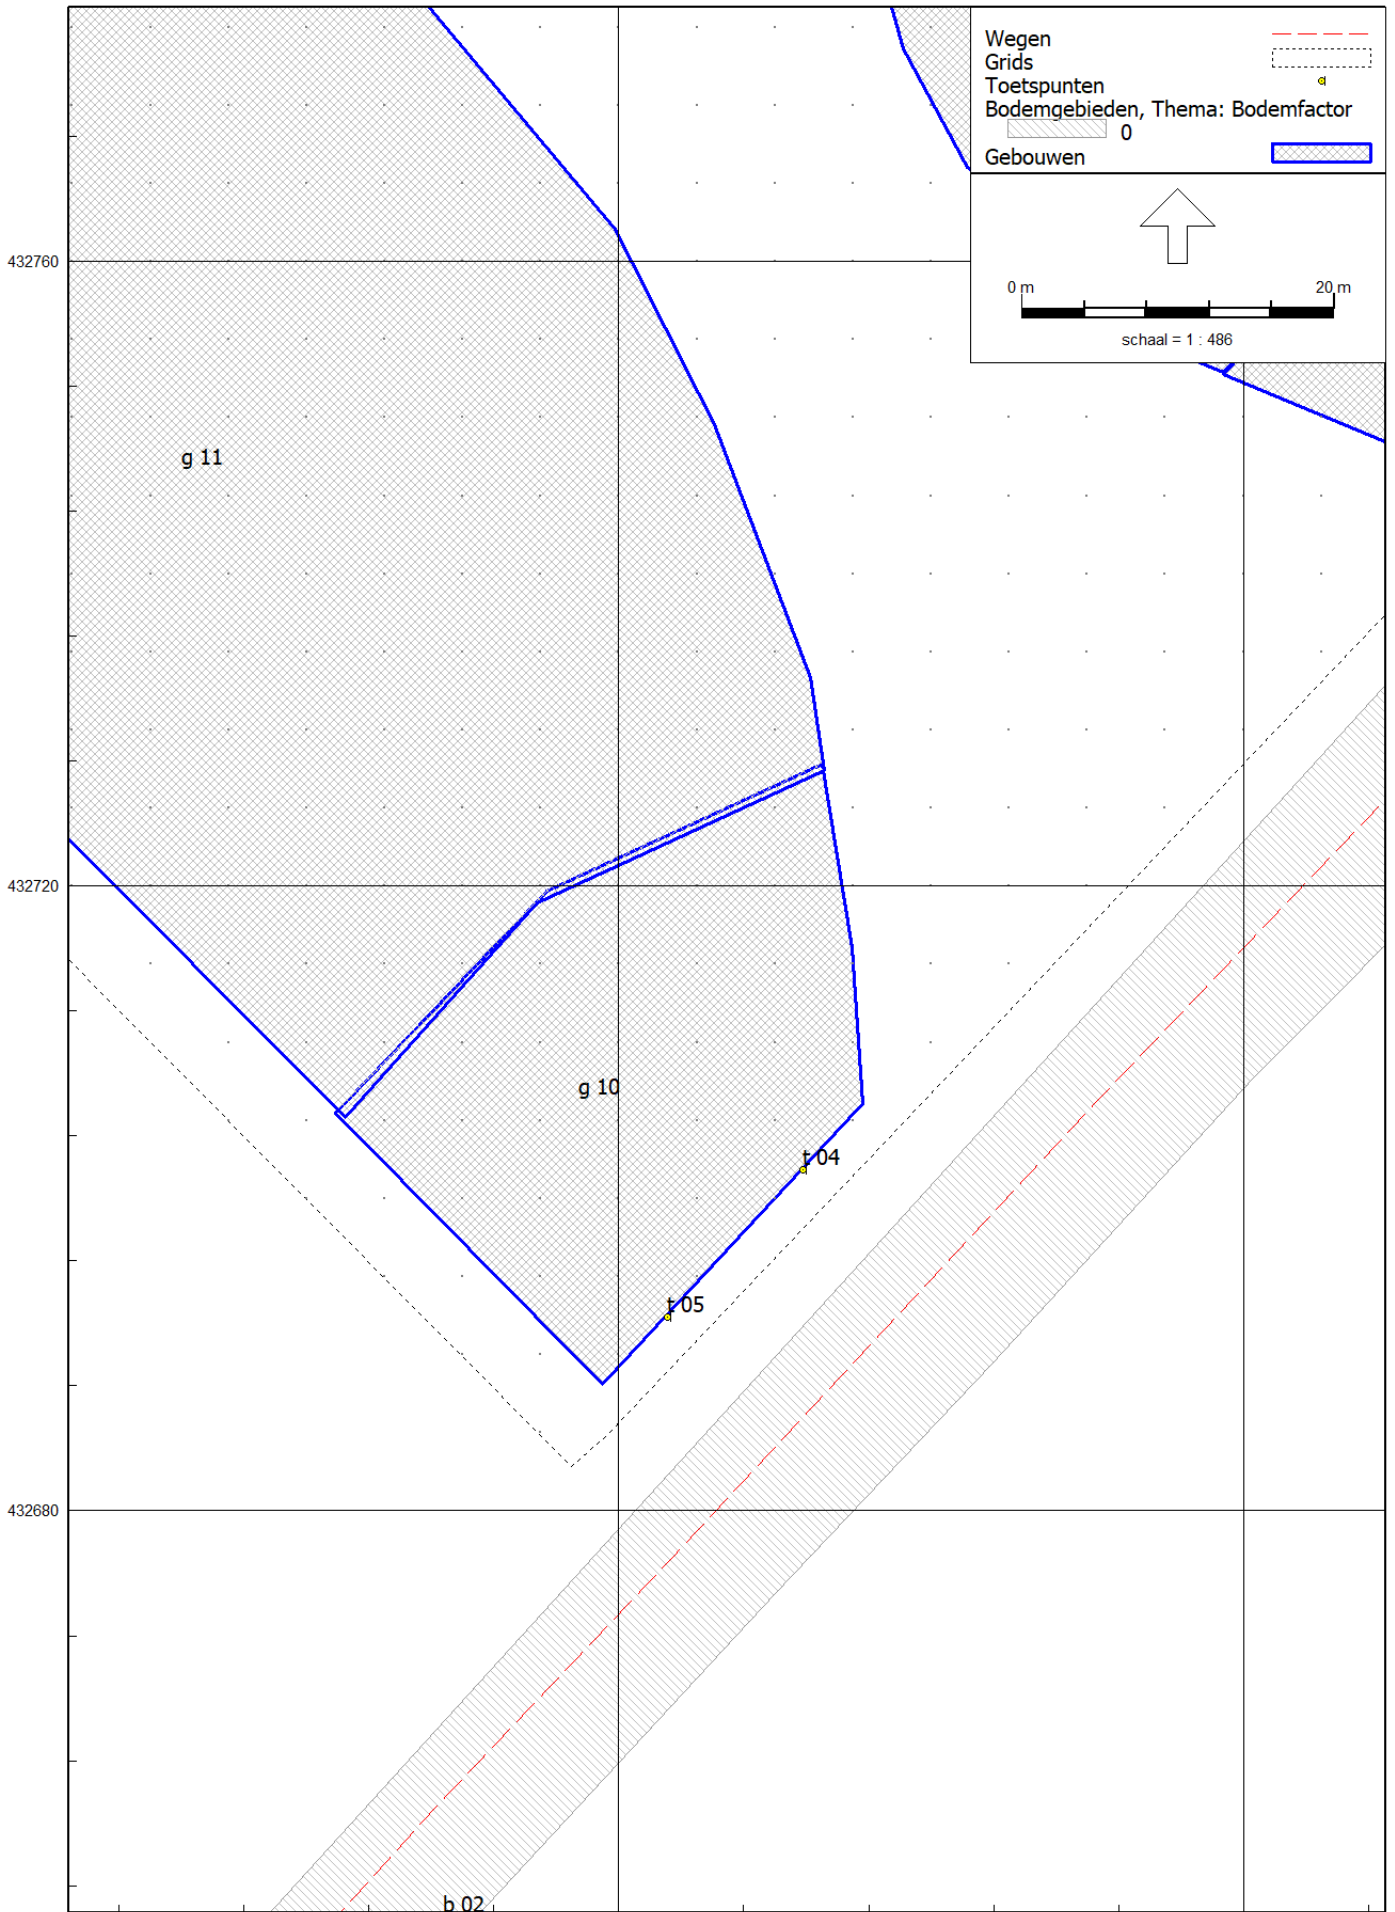 Wegen
Grids
Toetspunten
Bodemgebieden, Thema: Bodemfactor
0
Gebouwen
432760
0 m 20 m
schaal = 1 : 486
g 11
432720
g 10
t 04
t 05
432680
b 02